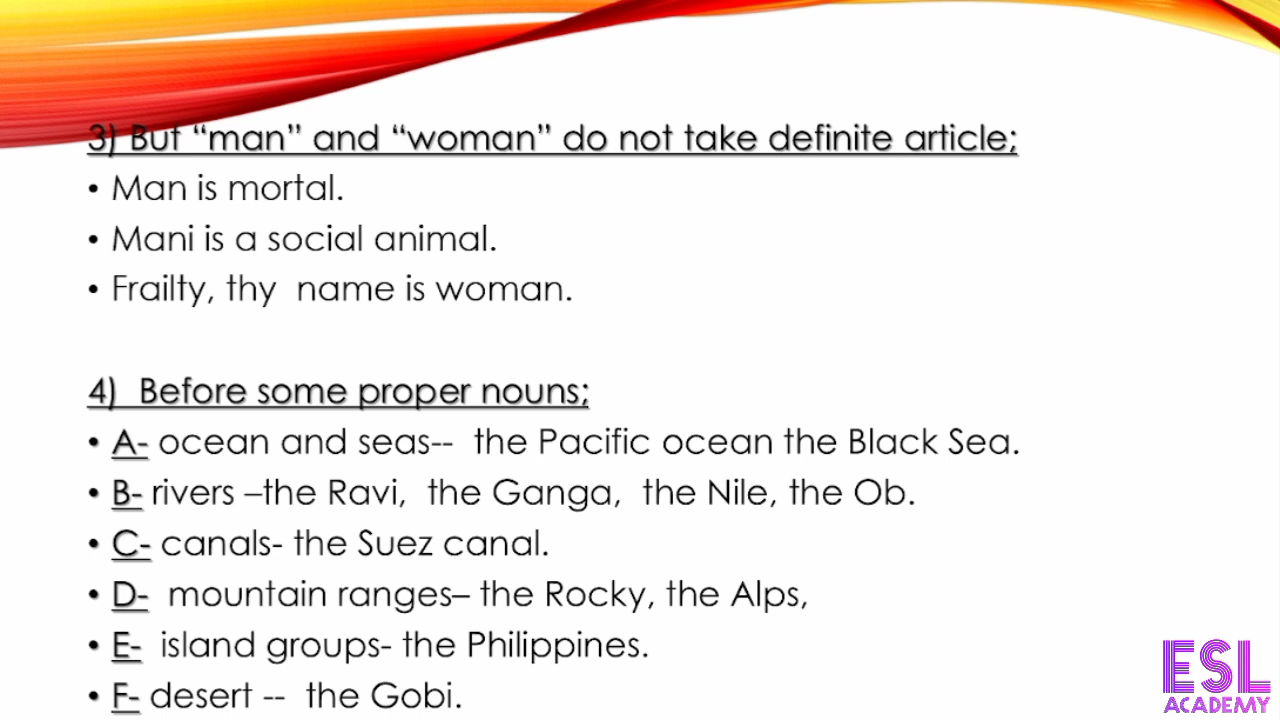 3) But “man” and “woman” do not take definite article;
• Man is mortal.
• Mani is a social animal.
• Frailty, thy  name is woman.
4)  Before some proper nouns;
• A- ocean and seas--  the Pacific ocean the Black Sea.
• B- rivers –the Ravi,  the Ganga,  the Nile, the Ob.
• C- canals- the Suez canal.
• D-  mountain ranges– the Rocky, the Alps,
• E-  island groups- the Philippines.
• F- desert --  the Gobi.
ESL
ACADEMY